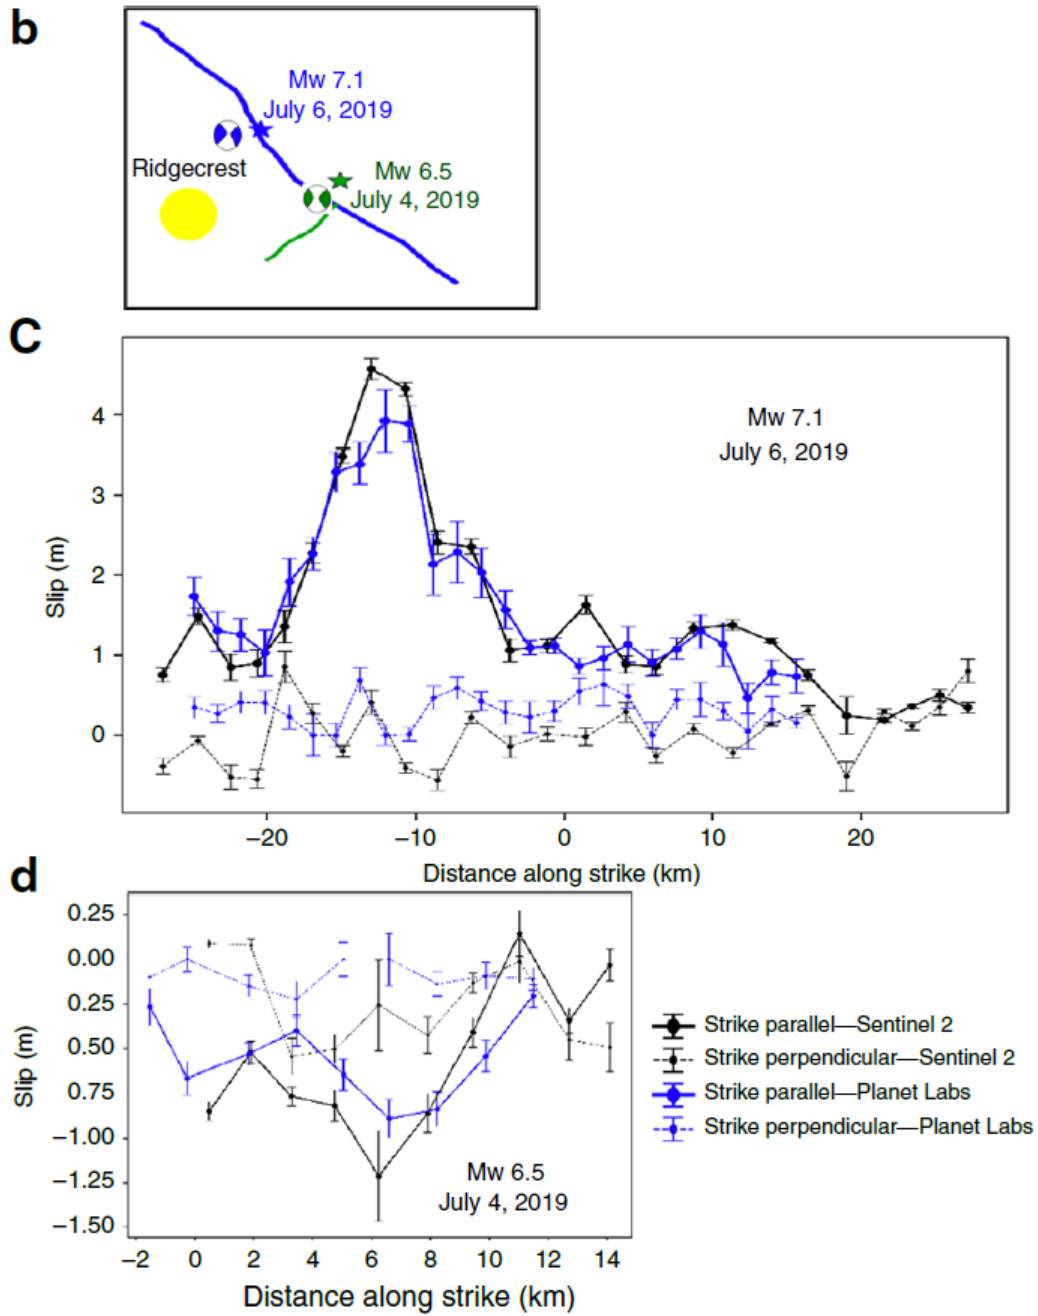 b
Mw 7.1
July 6, 2019
Ridgecrest
Mw 6.5
July 4, 2019
C
Mw 7.1
July 6, 2019
4
3
2
1
0
Slip (m)
−20 −10 0 10 20
Distance along strike (km)
d
0.25
0.00
0.25
0.50
0.75
−1.00
−1.25
−1.50
Slip (m)
Mw 6.5
July 4, 2019
−2 0 2 4 6 8 10 12 14
Distance along strike (km)
Strike parallel—Sentinel 2
Strike perpendicular—Sentinel 2
Strike parallel—Planet Labs
Strike perpendicular—Planet Labs